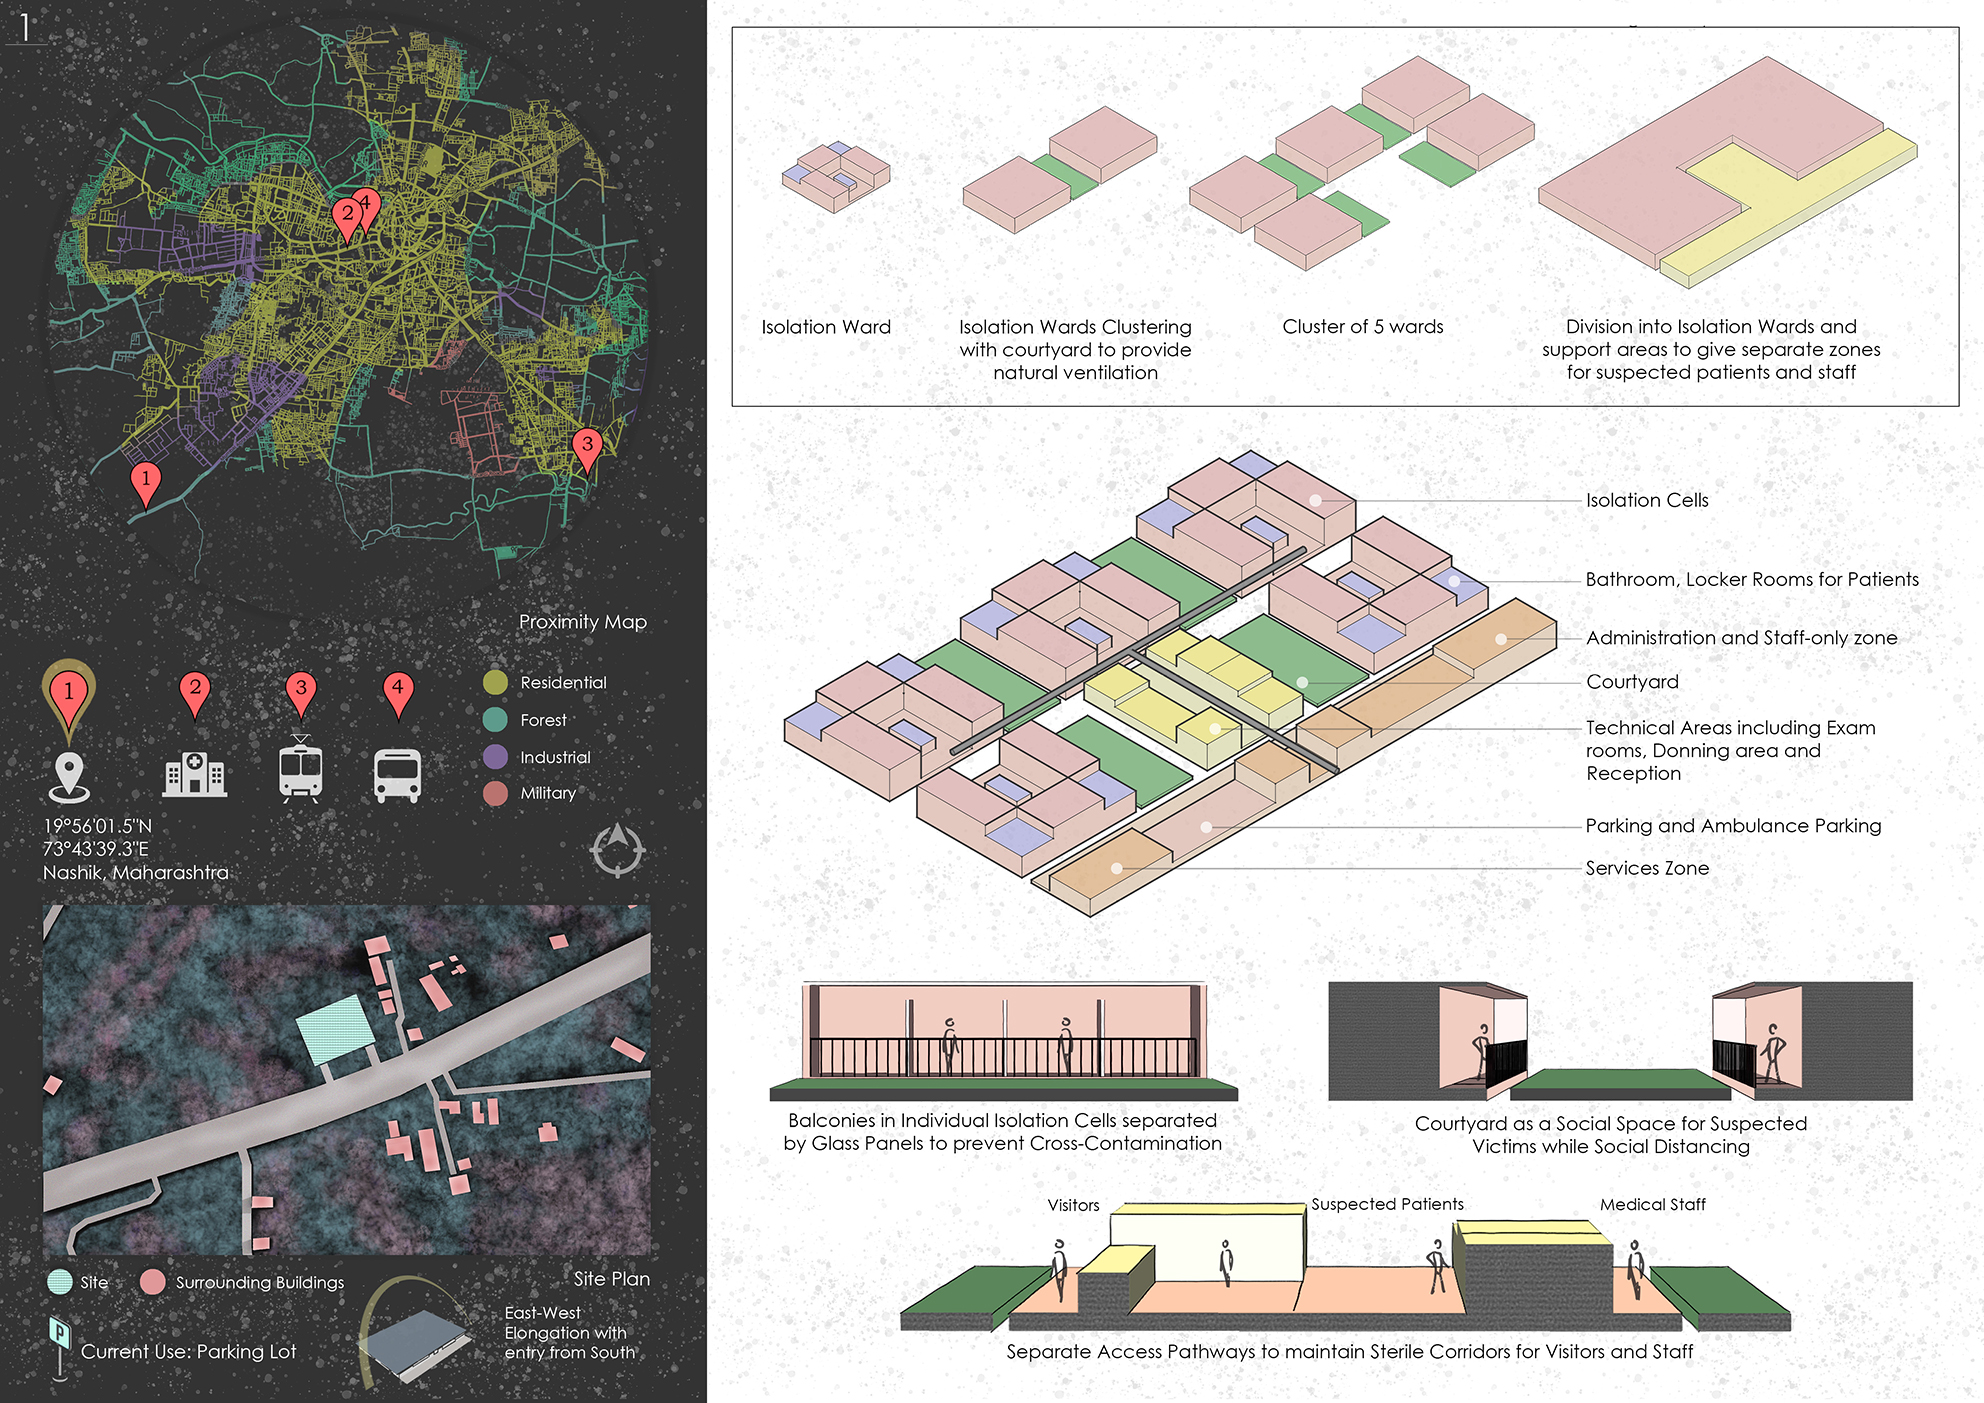 1
2
4
3
1
Proximity Map
1
2
3
4
Residential
Forest
Industrial
Military
19°56'01.5"N
73°43'39.3"E
Nashik, Maharashtra
Site
Surrounding Buildings
Site Plan
P
Current Use: Parking Lot
East-West
Elongation with
entry from South
Isolation Ward
Isolation Wards Clustering
with courtyard to provide
natural ventilation
Cluster of 5 wards
Division into Isolation Wards and
support areas to give separate zones
for suspected patients and staff
Isolation Cells
Bathroom, Locker Rooms for Patients
Administration and Staff-only zone
Courtyard
Technical Areas including Exam
rooms, Donning area and
Reception
Parking and Ambulance Parking
Services Zone
Balconies in Individual Isolation Cells separated
by Glass Panels to prevent Cross-Contamination
Courtyard as a Social Space for Suspected
Victims while Social Distancing
Visitors
Suspected Patients
Medical Staff
Separate Access Pathways to maintain Sterile Corridors for Visitors and Staff